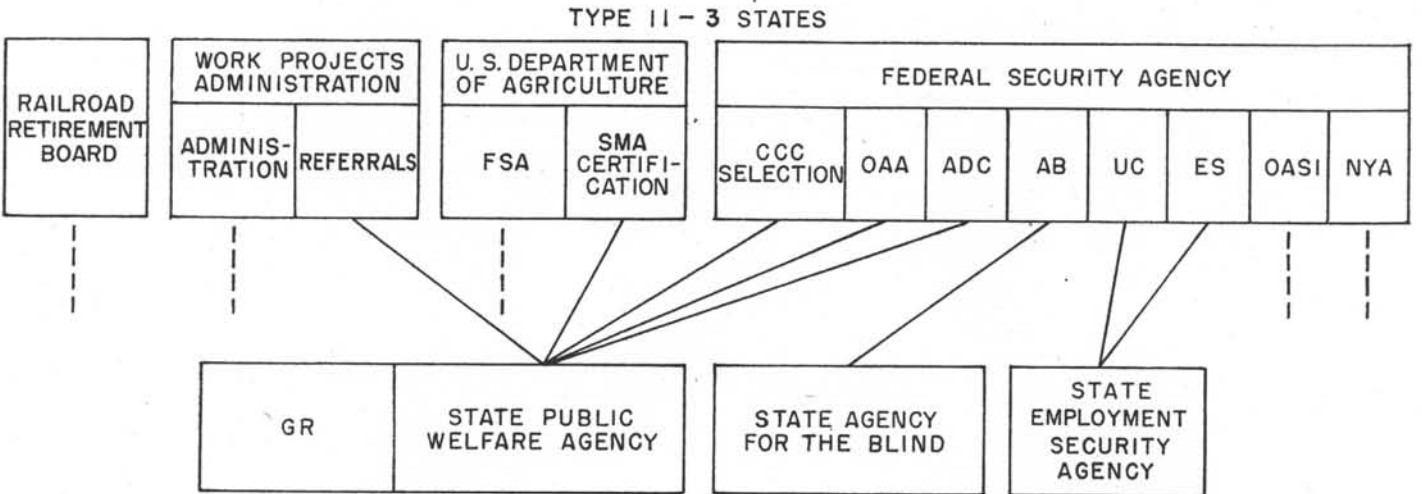 TYPE II – 3 STATES
RAILROAD
RETIREMENT
BOARD
WORK PROJECTS
ADMINISTRATION
ADMINIS-
TRATION
REFERRALS
U. S. DEPARTMENT
OF AGRICULTURE
FSA
SMA
CERTIFI-
CATION
FEDERAL SECURITY AGENCY
CCC
SELECTION
OAA
ADC
AB
UC
ES
OASI
NYA
GR
STATE PUBLIC
WELFARE AGENCY
STATE AGENCY
FOR THE BLIND
STATE
EMPLOYMENT
SECURITY
AGENCY